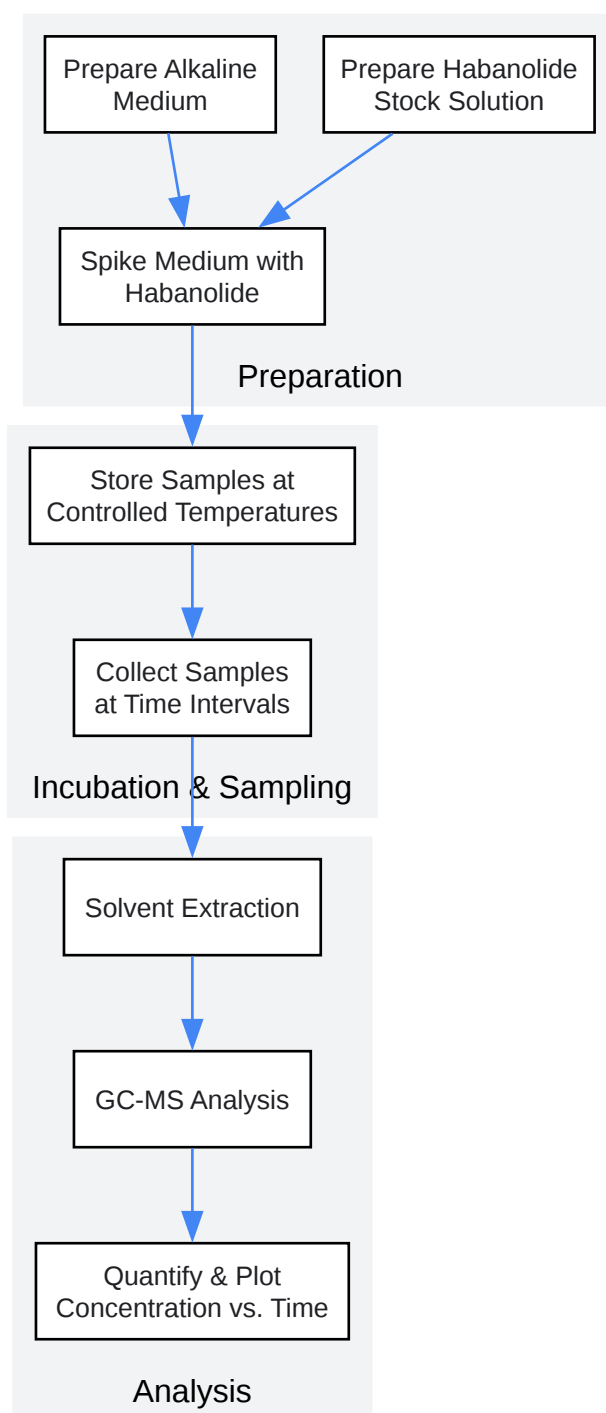 Prepare Alkaline
Medium
Prepare Habanolide
Stock Solution
Spike Medium with
Habanolide
Preparation
Store Samples at
Controlled Temperatures
Collect Samples
at Time Intervals
Incubation & Sampling
Solvent Extraction
GC-MS Analysis
Quantify & Plot
Concentration vs. Time
Analysis